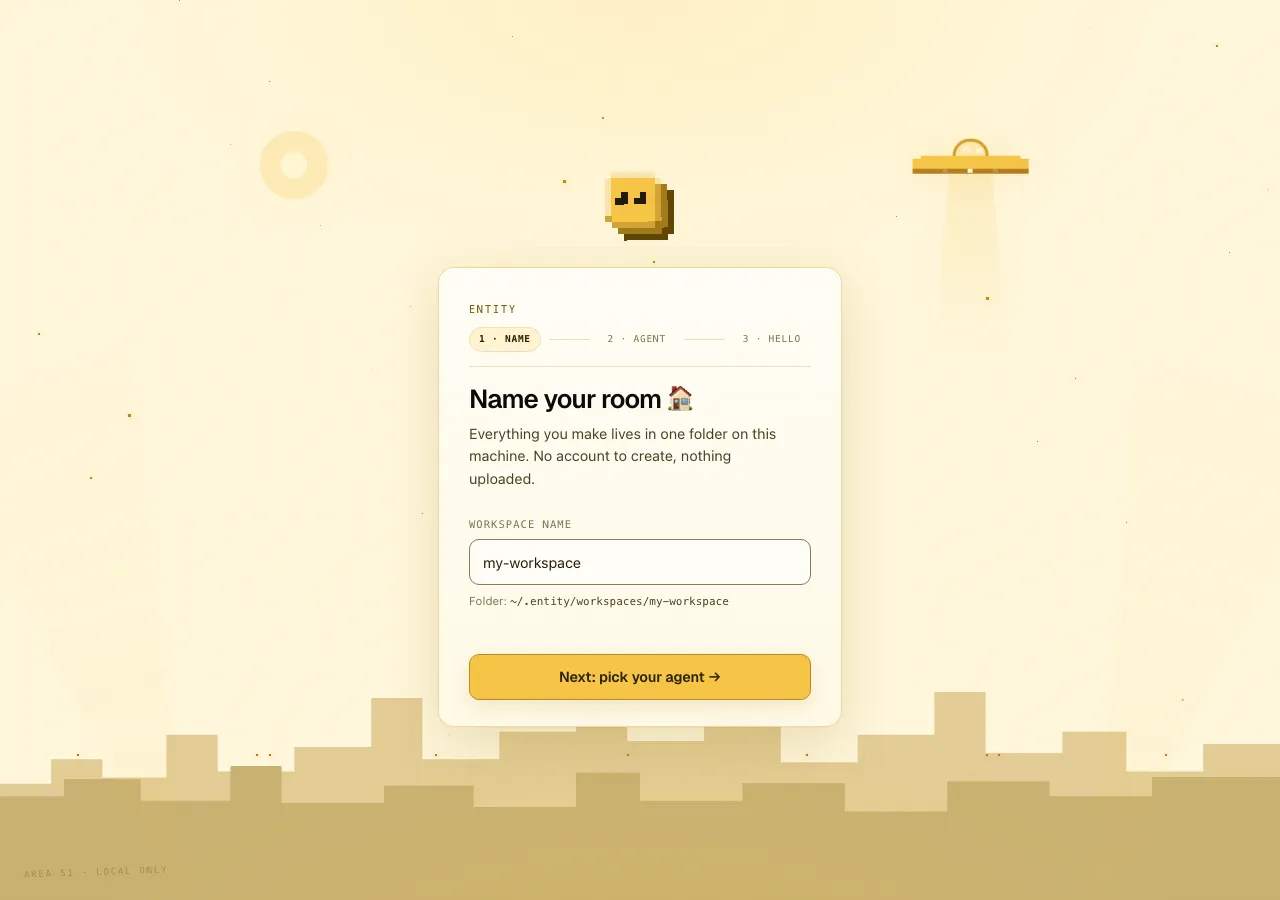 ENTITY
1 · NAME 2 · AGENT 3 · HELLO
Name your room 🏠
Everything you make lives in one folder on this
machine. No account to create, nothing
uploaded.
WORKSPACE NAME
my-workspace
Folder: ~/.entity/workspaces/my-workspace
Next: pick your agent →
AREA 51 · LOCAL ONLY